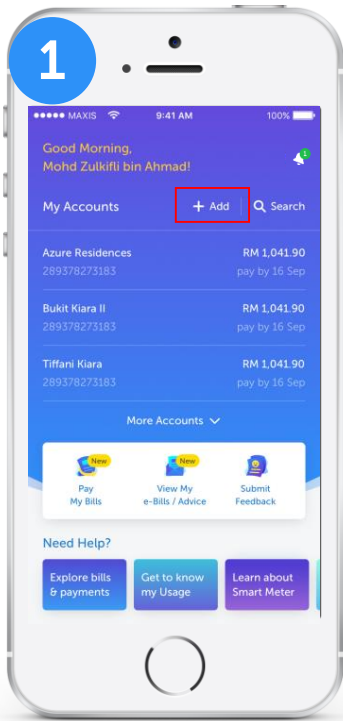 1
MAXIS 9:41 AM 100%
Good Morning,
Mohd Zulkifli bin Ahmad!
1
My Accounts + Add Search
Azure Residences RM 1,041.90
289378273183 pay by 16 Sep
Bukit Kiara II RM 1,041.90
289378273183 pay by 16 Sep
Tiffani Kiara RM 1,041.90
289378273183 pay by 16 Sep
More Accounts
New New
Pay View My Submit
My Bills e-Bills / Advice Feedback
Need Help?
Explore bills Get to know Learn about
& payments my Usage Smart Meter